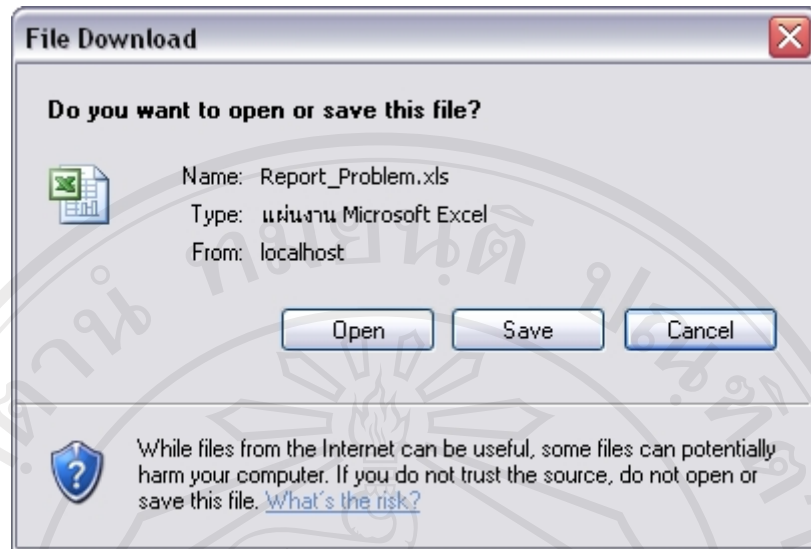 File Download
Do you want to open or save this file?
Name: Report_Problem.xls
Type: แผ่นงาน Microsoft Excel
From: localhost
Open Save Cancel
While files from the Internet can be useful, some files can potentially
harm your computer. If you do not trust the source, do not open or
save this file. What's the risk?